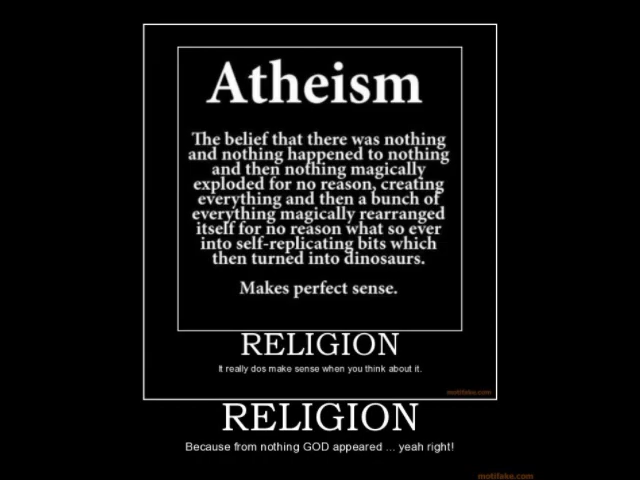 Atheism
The belief that there was nothing
and nothing happened to nothing
and then nothing magically
exploded for no reason, creating
everything and then a bunch of
everything magically rearranged
itself for no reason what so ever
into self-replicating bits which
then turned into dinosaurs.
Makes perfect sense.
RELIGION
It really dos make sense when you think about it.
motifake.com
RELIGION
Because from nothing GOD appeared ... yeah right!
motifake.com